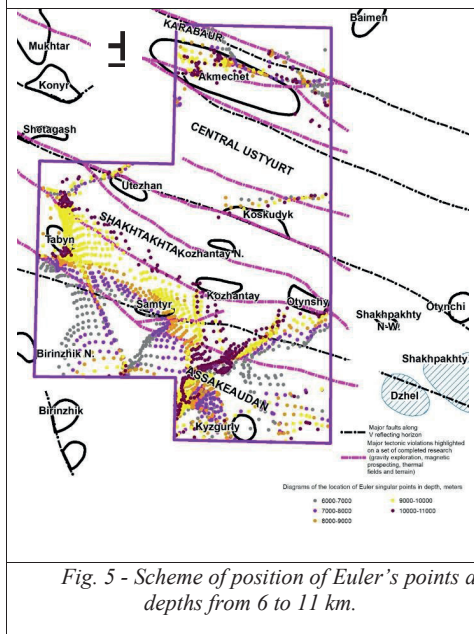 Baimen
KARABAUR
Mukhtar
Akmechet
Konyr
CENTRAL USTYURT
Shetagash
Utezhan
Koskudyk
SHAKHTAKHTA
Tabyn
Kozhantay N.
Kozhantay
Otynshy
Samtyr
Otynchi
Shakhpakhty
N-W.
Birinzhik N.
Shakhpakhty
ASSAKEAUDAN
Dzhel
Birinzhik
Kyzgurly
Major faults along
V reflecting horizon
Major tectonic violations highlighted
on a set of completed research
(gravity exploration, magnetic
prospecting, thermal
fields and terrain)
Diagrams of the location of Euler singular points in depth, meters
6000-7000
9000-10000
7000-8000
10000-11000
8000-9000
Fig. 5 - Scheme of position of Euler's points a
depths from 6 to 11 km.